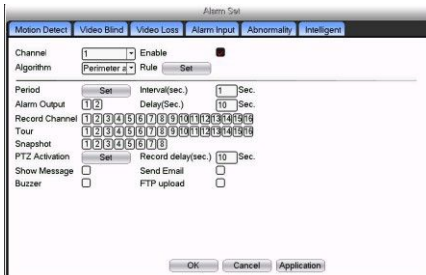 Alarm Set
Motion Detect Video Blind Video Loss Alarm Input Abnormality Intelligent
Channel 1 Enable
Algorithm Perimeter a Rule Set
Period Set Interval(sec.) 1 Sec.
Alarm Output 1 2 Delay(Sec.) 10 Sec.
Record Channel 1 2 3 4 5 6 7 8 9 10 11 12 13 14 15 16
Tour 1 2 3 4 5 6 7 8 9 10 11 12 13 14 15 16
Snapshot 1 2 3 4 5 6 7 8
PTZ Activation Set Record delay(sec.) 10 Sec.
Show Message Send Email
Buzzer FTP upload
OK Cancel Application